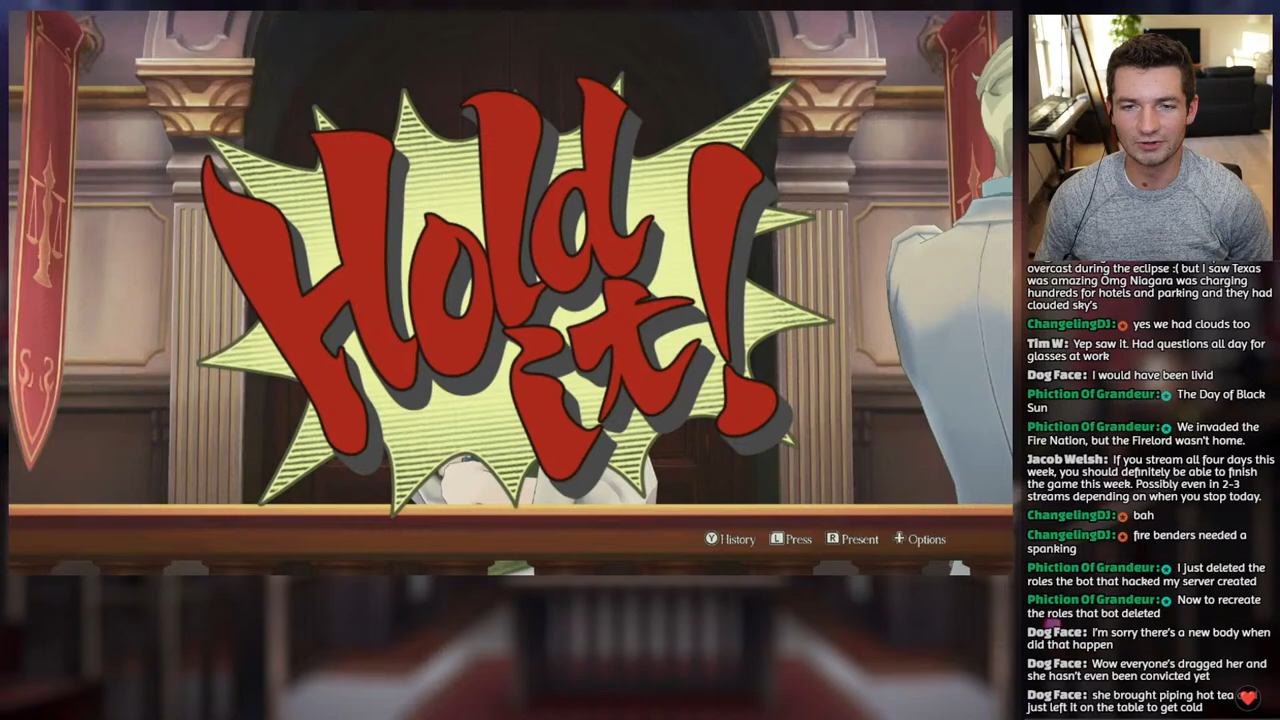 Hold
it!
Y History L Press R Present Options
overcast during the eclipse :( but I saw Texas
was amazing Omg Niagara was charging
hundreds for hotels and parking and they had
clouded sky's
ChangelingDJ: yes we had clouds too
Tim W: Yep saw it. Had questions all day for
glasses at work
Dog Face: I would have been livid
Phiction Of Grandeur: The Day of Black
Sun
Phiction Of Grandeur: We invaded the
Fire Nation, but the Firelord wasn't home.
Jacob Welsh: If you stream all four days this
week, you should definitely be able to finish
the game this week. Possibly even in 2-3
streams depending on when you stop today.
ChangelingDJ: bah
ChangelingDJ: fire benders needed a
spanking
Phiction Of Grandeur: I just deleted the
roles the bot that hacked my server created
Phiction Of Grandeur: Now to recreate
the roles that bot deleted
Dog Face: I'm sorry there's a new body when
did that happen
Dog Face: Wow everyone's dragged her and
she hasn't even been convicted yet
Dog Face: she brought piping hot tea
just left it on the table to get cold